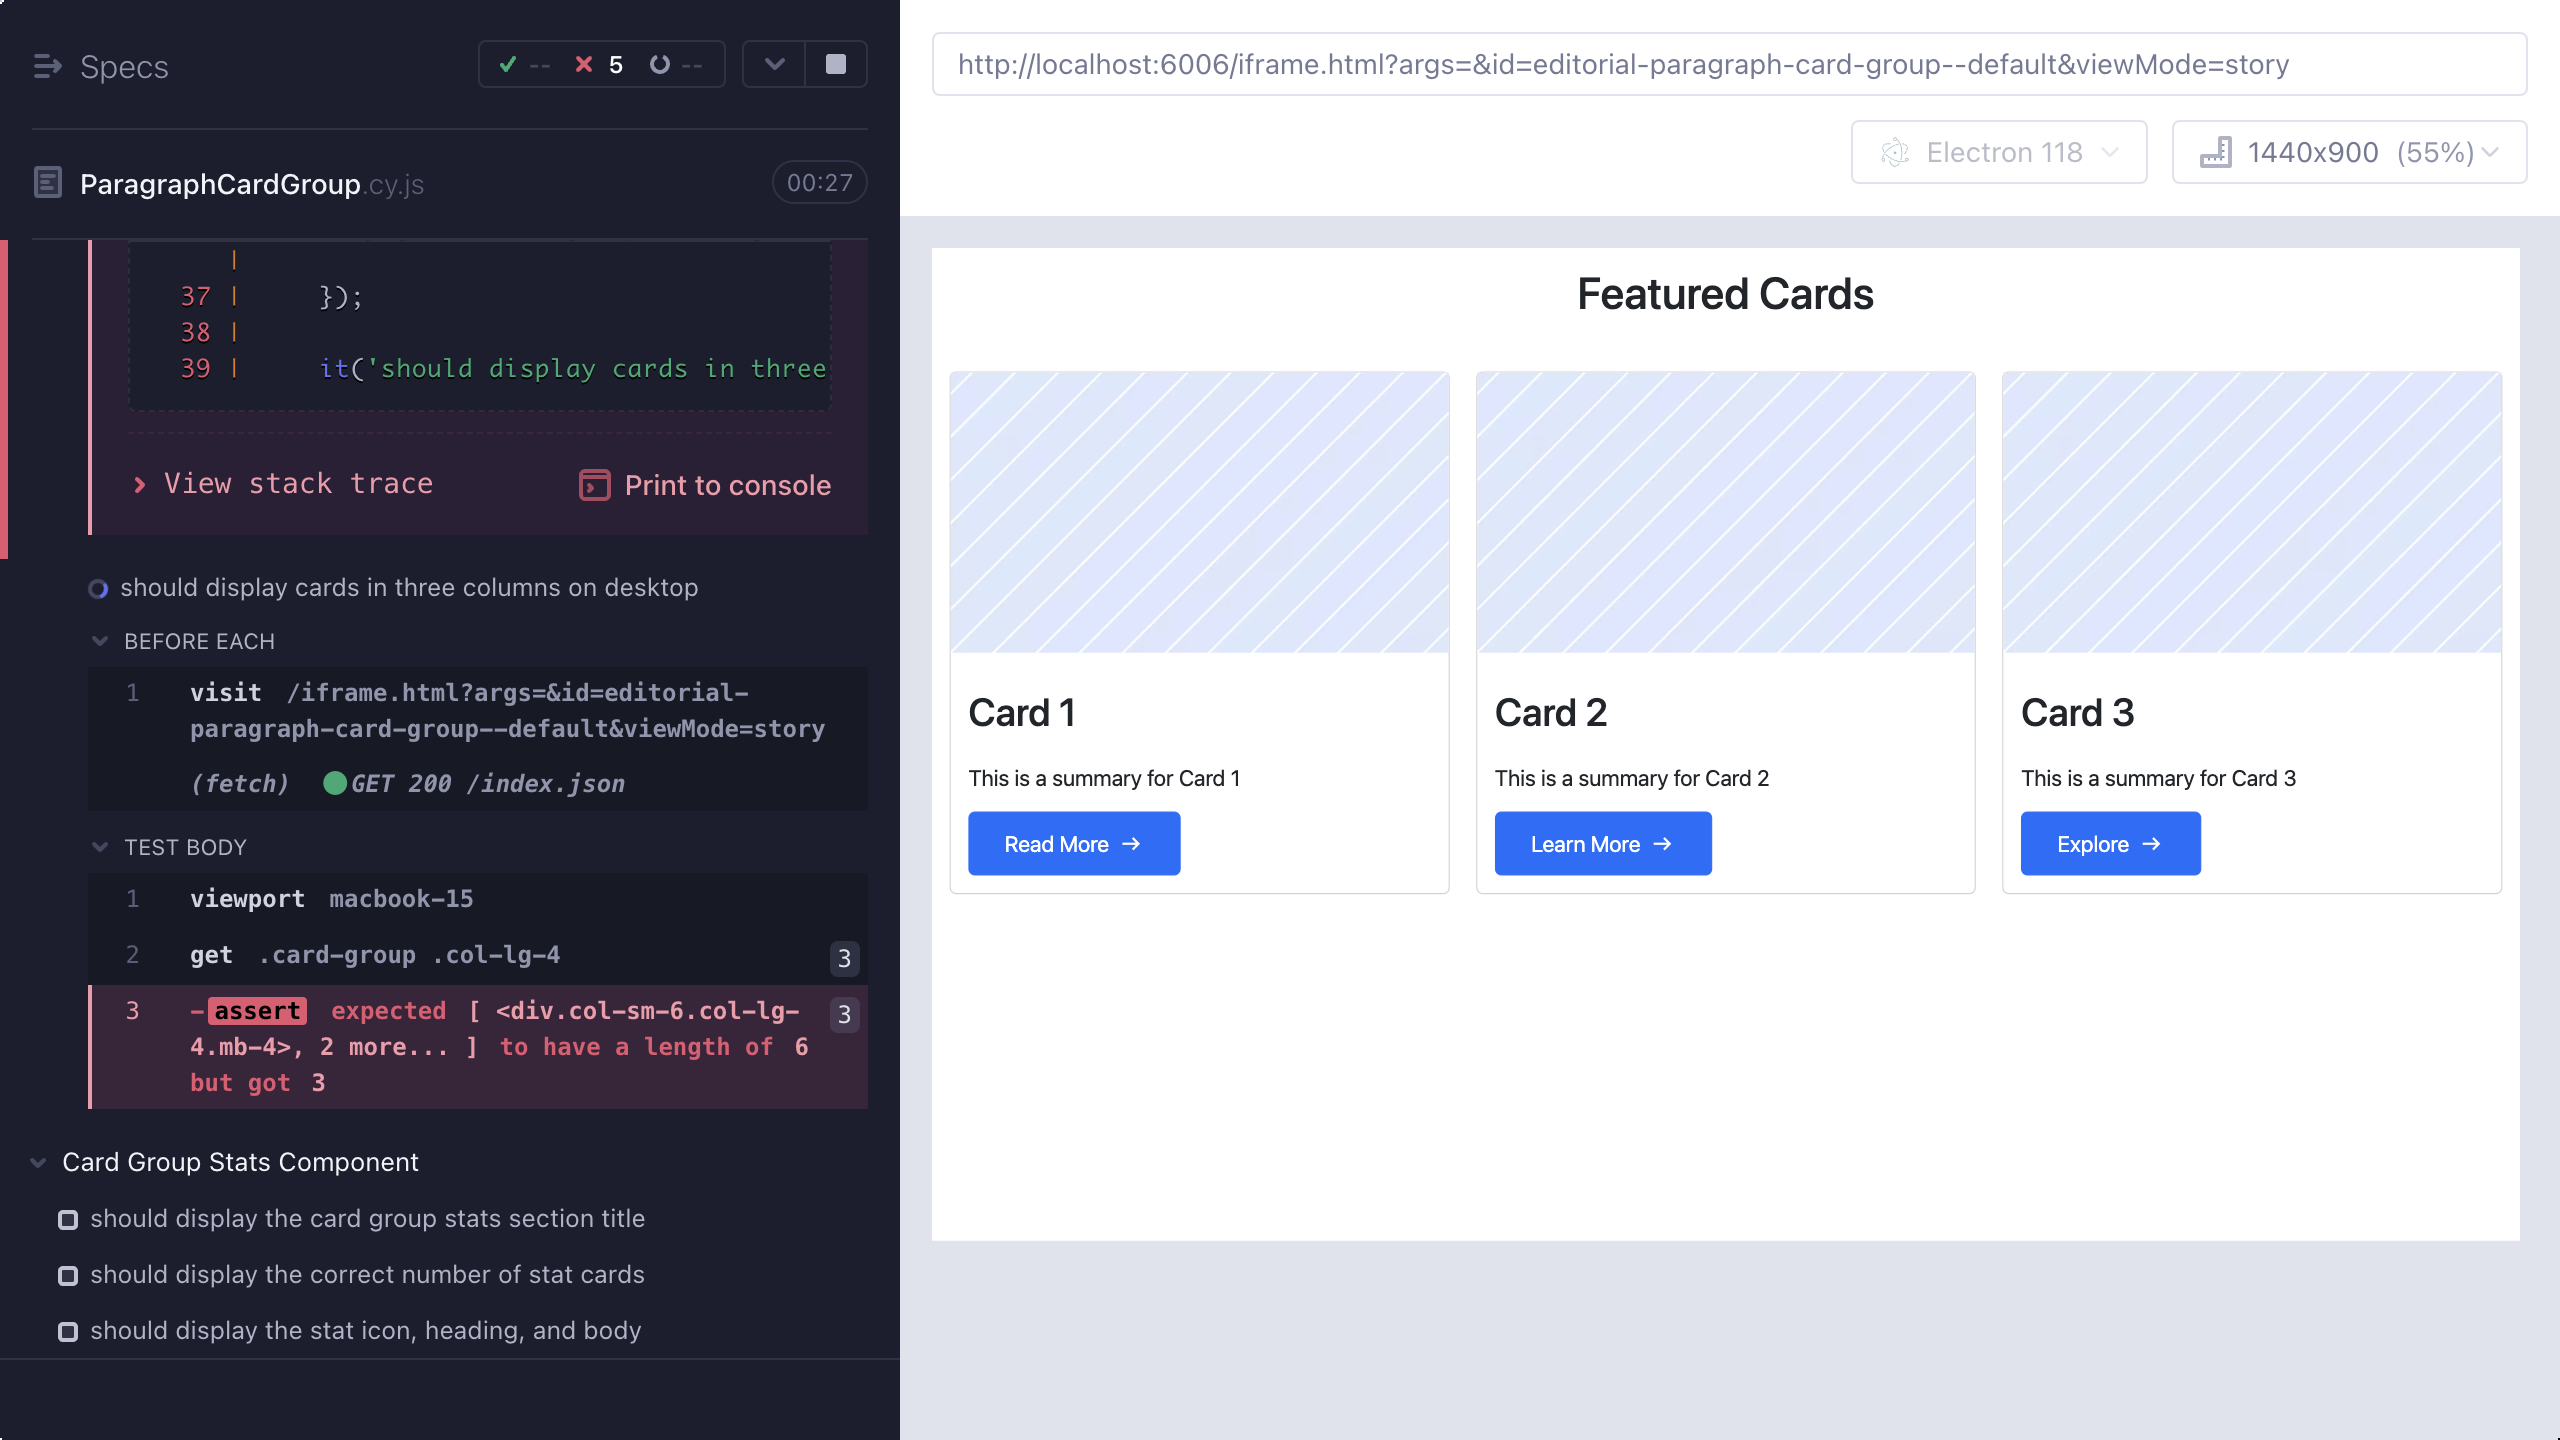 Specs
-- 5 --
ParagraphCardGroup.cy.js
00:27
|
37 | });
38 |
39 | it('should display cards in three
View stack trace
Print to console
should display cards in three columns on desktop
BEFORE EACH
1 visit /iframe.html?args=&id=editorial-
paragraph-card-group--default&viewMode=story
(fetch) GET 200 /index.json
TEST BODY
1 viewport macbook-15
2 get .card-group .col-lg-4 3
3 -assert expected [ <div.col-sm-6.col-lg- 3
4.mb-4>, 2 more... ] to have a length of 6
but got 3
Card Group Stats Component
should display the card group stats section title
should display the correct number of stat cards
should display the stat icon, heading, and body
http://localhost:6006/iframe.html?args=&id=editorial-paragraph-card-group--default&viewMode=story
Electron 118
1440x900 (55%)
Featured Cards
Card 1
This is a summary for Card 1
Read More →
Card 2
This is a summary for Card 2
Learn More →
Card 3
This is a summary for Card 3
Explore →